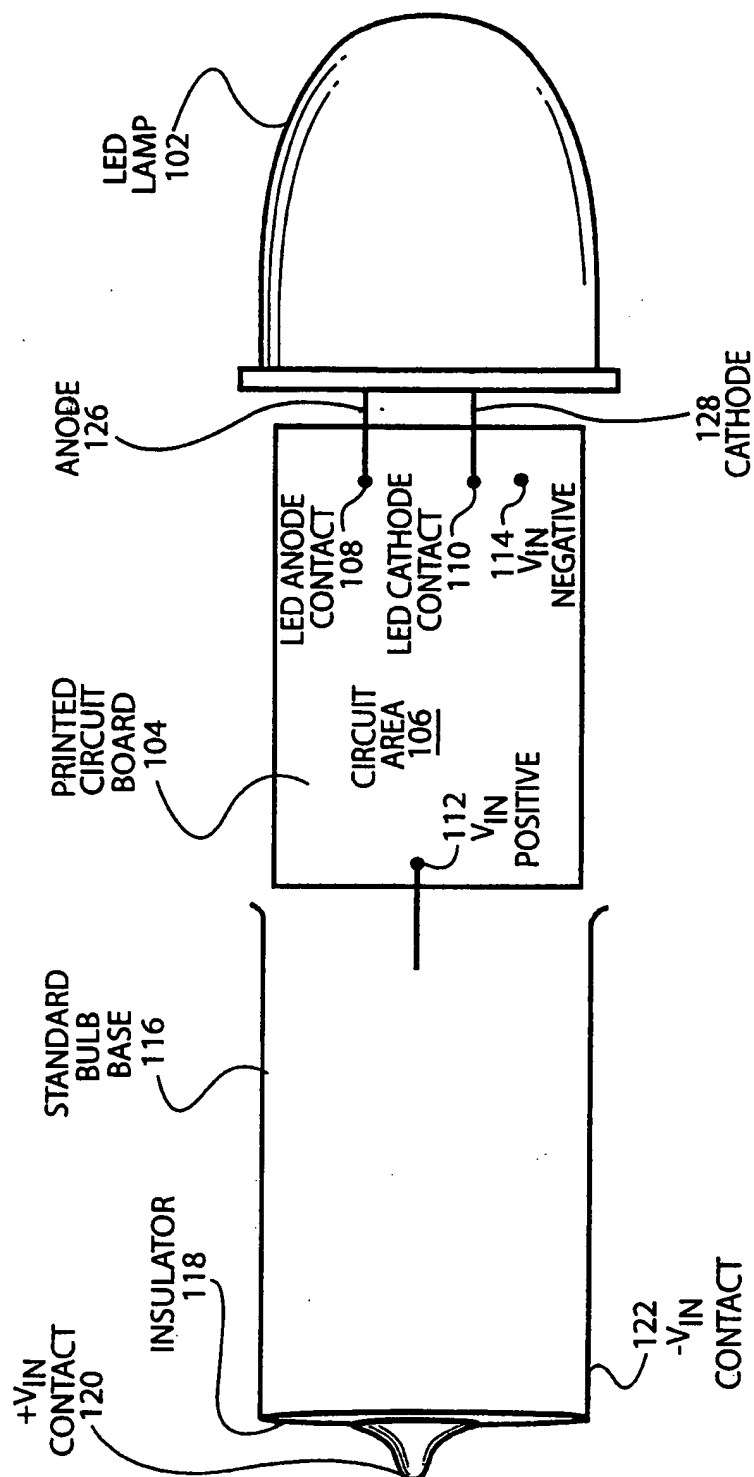 LED
LAMP
102
ANODE
126
128
CATHODE
LED ANODE
CONTACT
108
LED CATHODE
CONTACT
110
114
VIN
NEGATIVE
PRINTED
CIRCUIT
BOARD
104
CIRCUIT
AREA
106
112
VIN
POSITIVE
STANDARD
BULB
BASE
116
INSULATOR
118
+VIN
CONTACT
120
122
-VIN
CONTACT